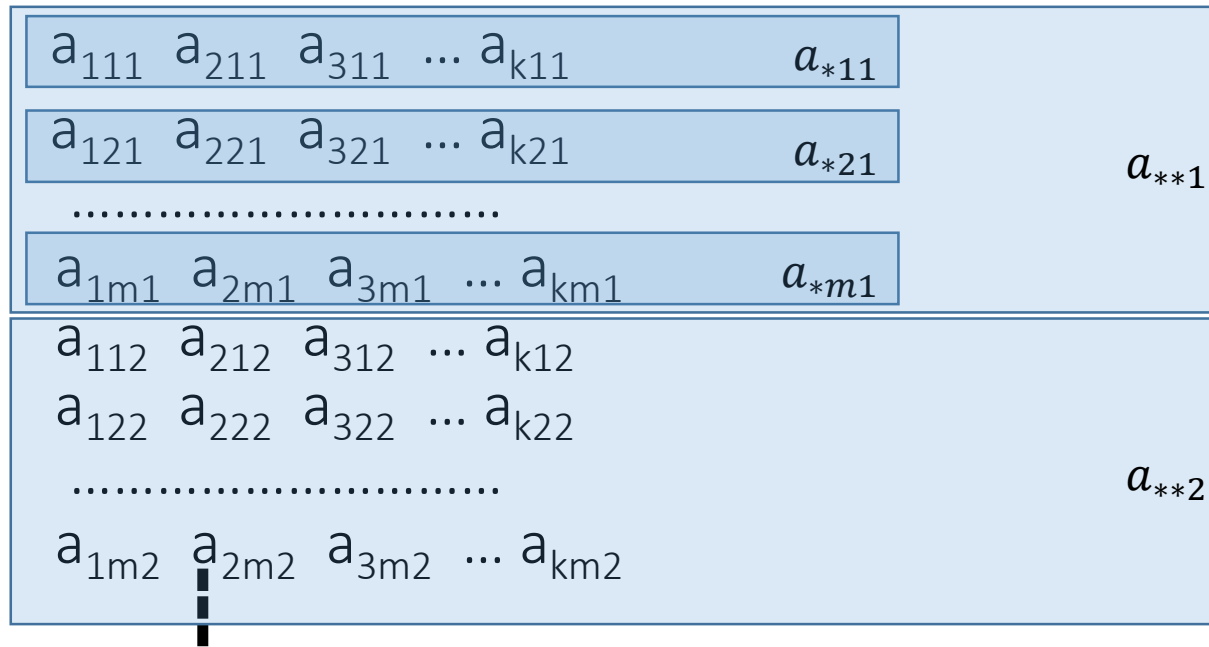 a₁₁₁ a₂₁₁ a₃₁₁ ... aₖ₁₁ a∗₁₁
a₁₂₁ a₂₂₁ a₃₂₁ ... aₖ₂₁ a∗₂₁
a∗∗₁
..............................
a₁ₘ₁ a₂ₘ₁ a₃ₘ₁ ... aₖₘ₁ a∗ₘ₁
a₁₁₂ a₂₁₂ a₃₁₂ ... aₖ₁₂
a₁₂₂ a₂₂₂ a₃₂₂ ... aₖ₂₂
.............................. a∗∗₂
a₁ₘ₂ a₂ₘ₂ a₃ₘ₂ ... aₖₘ₂